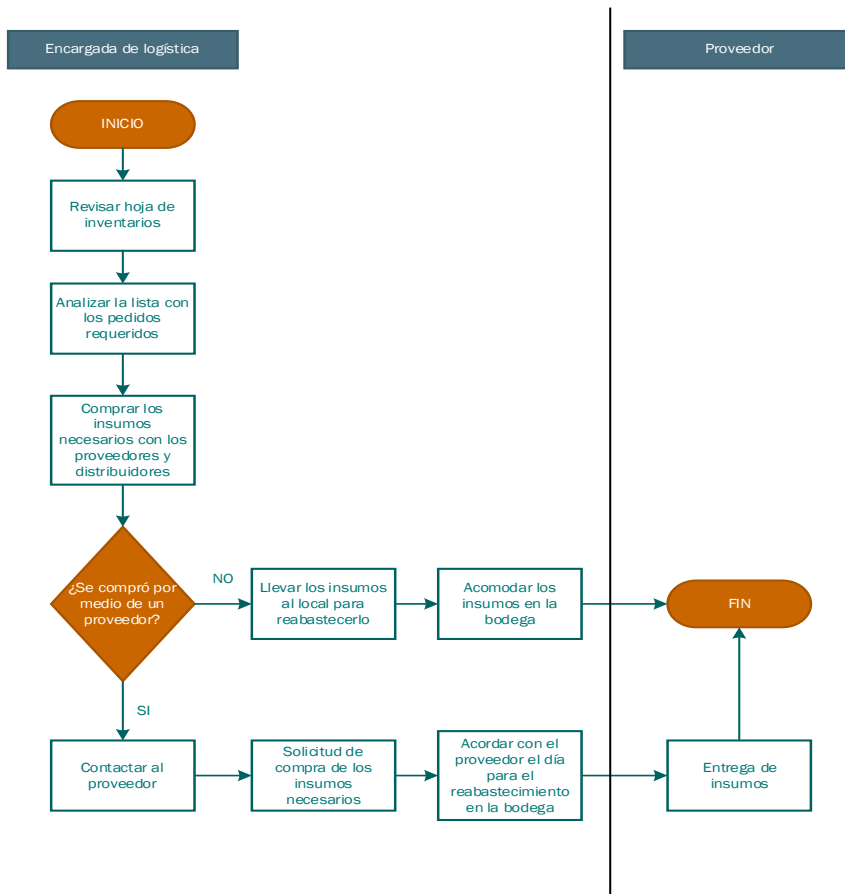 Encargada de logística
Proveedor
INICIO
Revisar hoja de
inventarios
Analizar la lista con
los pedidos
requeridos
Comprar los
insumos
necesarios con los
proveedores y
distribuidores
¿Se compró por
medio de un
proveedor?
NO
Llevar los insumos
al local para
reabastecerlo
Acomodar los
insumos en la
bodega
FIN
SI
Contactar al
proveedor
Solicitud de
compra de los
insumos
necesarios
Acordar con el
proveedor el día
para el
reabastecimiento
en la bodega
Entrega de
insumos